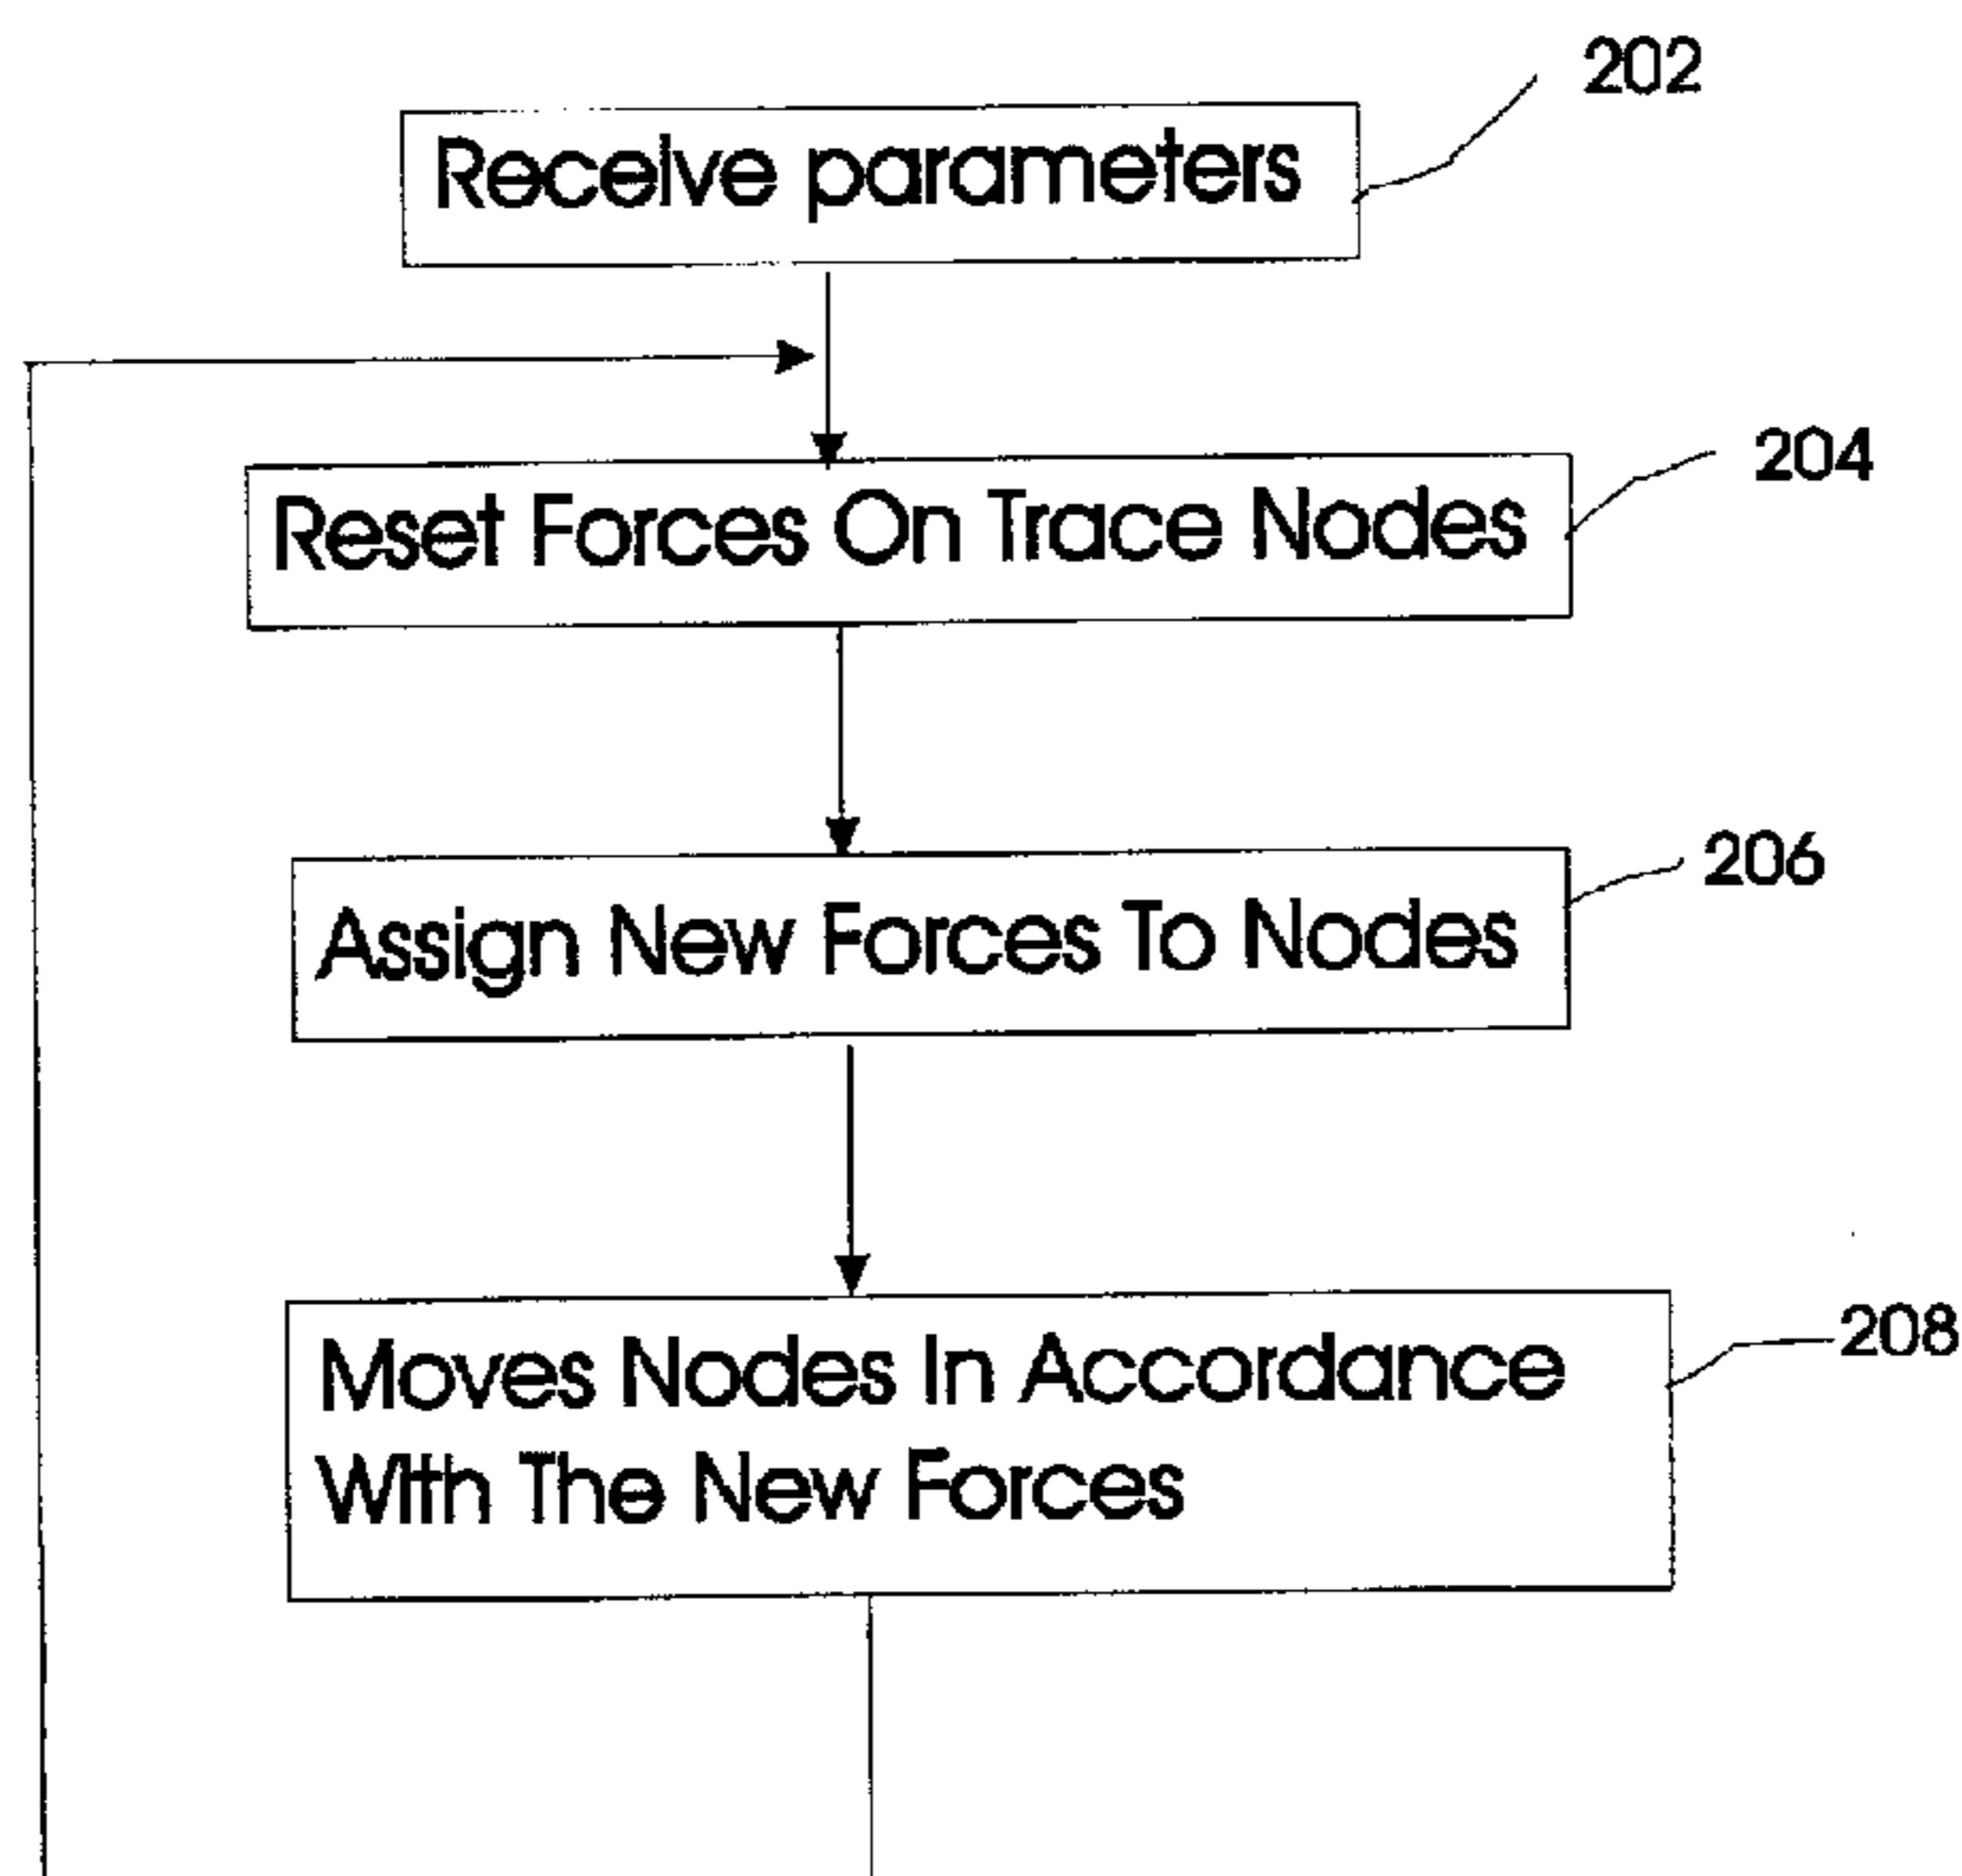 202
Receive parameters
204
Reset Forces On Trace Nodes
206
Assign New Forces To Nodes
208
Moves Nodes In Accordance
With The New Forces